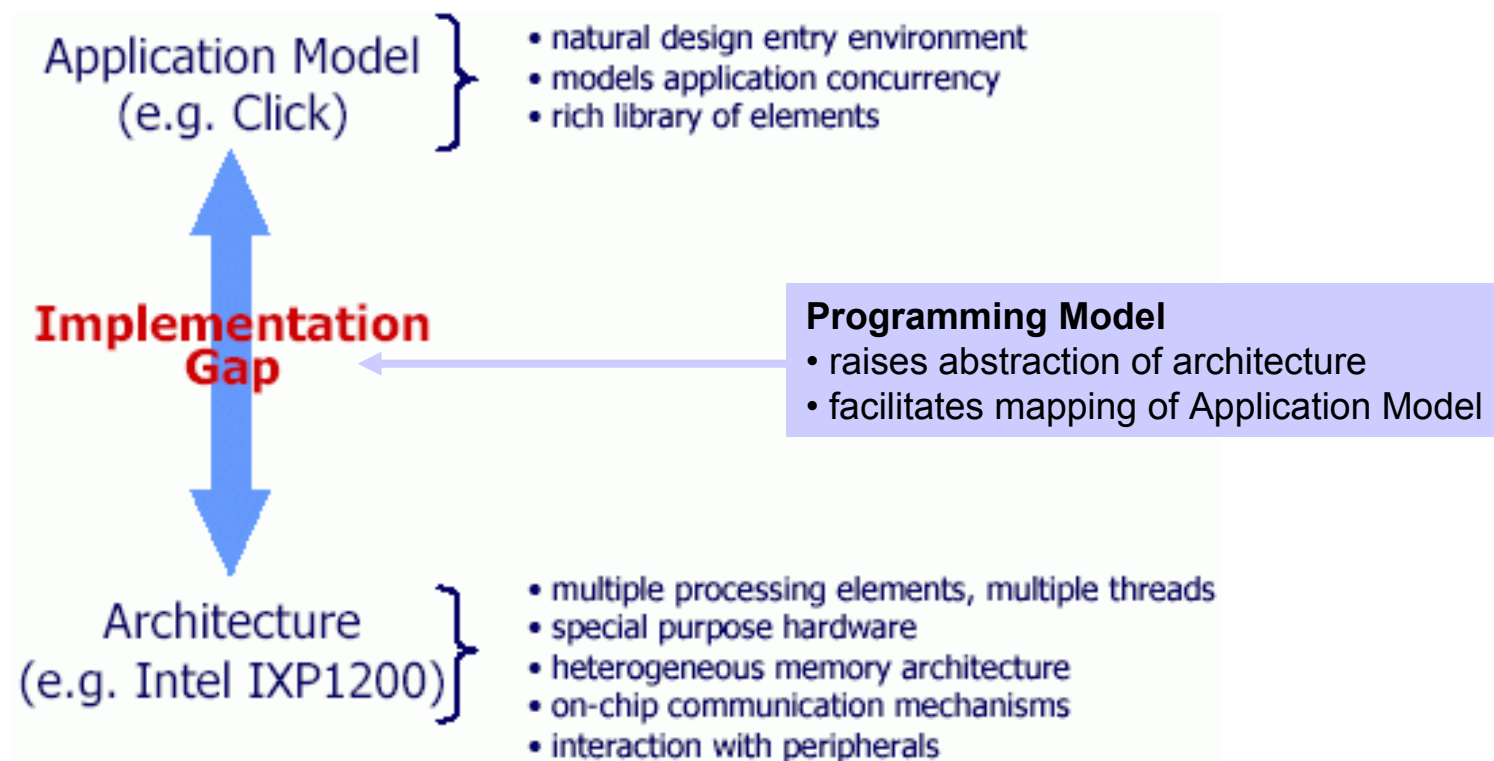 Application Model
(e.g. Click)
• natural design entry environment
• models application concurrency
• rich library of elements
Implementation
Gap
Programming Model
• raises abstraction of architecture
• facilitates mapping of Application Model
Architecture
(e.g. Intel IXP1200)
• multiple processing elements, multiple threads
• special purpose hardware
• heterogeneous memory architecture
• on-chip communication mechanisms
• interaction with peripherals